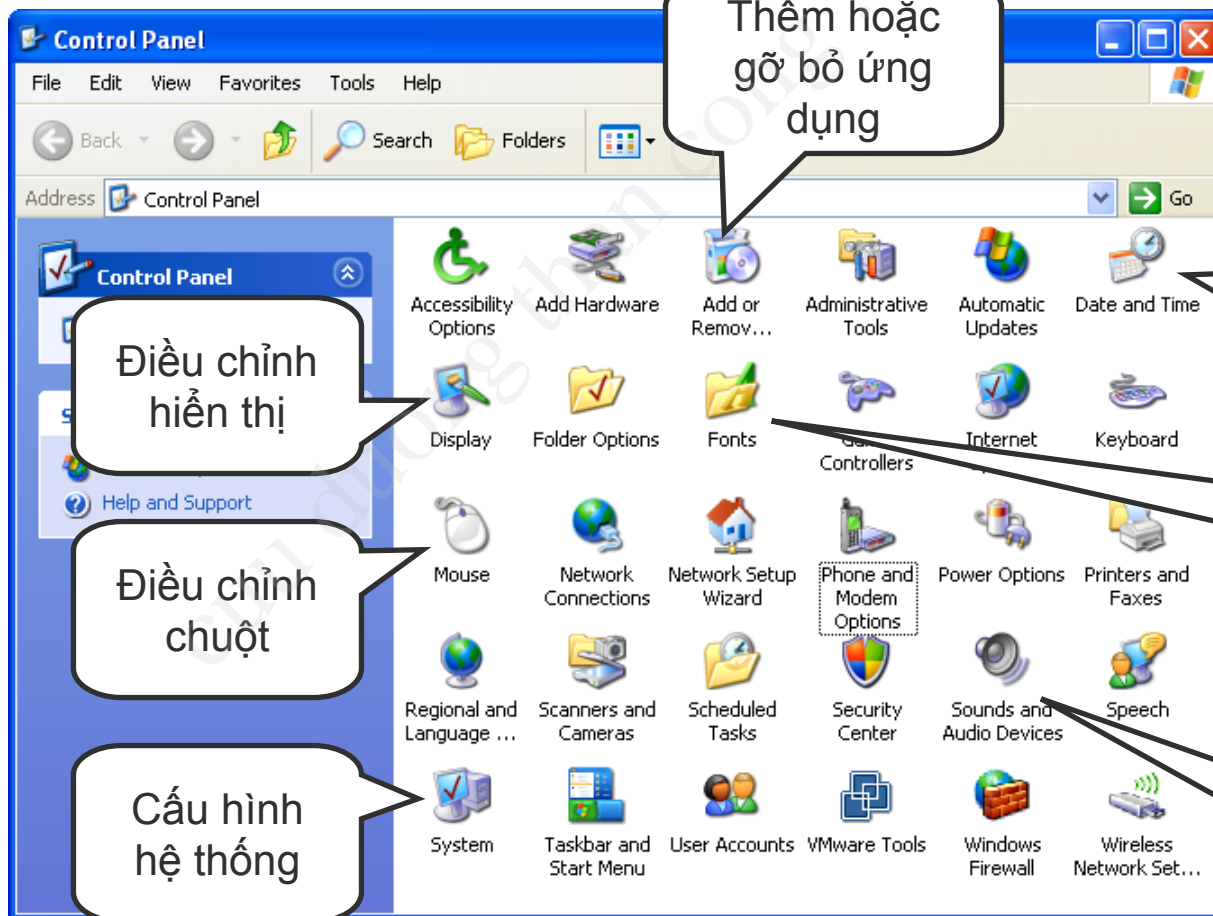 Thêm hoặc
gỡ bỏ ứng
dụng
Control Panel
File Edit View Favorites Tools Help
Back Search Folders
Address Control Panel Go
Control Panel
Help and Support
Điều chỉnh
hiển thị
Điều chỉnh
chuột
Cấu hình
hệ thống
Accessibility
Options
Add Hardware
Add or
Remov...
Administrative
Tools
Automatic
Updates
Date and Time
Display
Folder Options
Fonts
Controllers
Internet
Keyboard
Mouse
Network
Connections
Network Setup
Wizard
Phone and
Modem
Options
Power Options
Printers and
Faxes
Regional and
Language ...
Scanners and
Cameras
Scheduled
Tasks
Security
Center
Sounds and
Audio Devices
Speech
System
Taskbar and
Start Menu
User Accounts
VMware Tools
Windows
Firewall
Wireless
Network Set...
cuu duong than cong